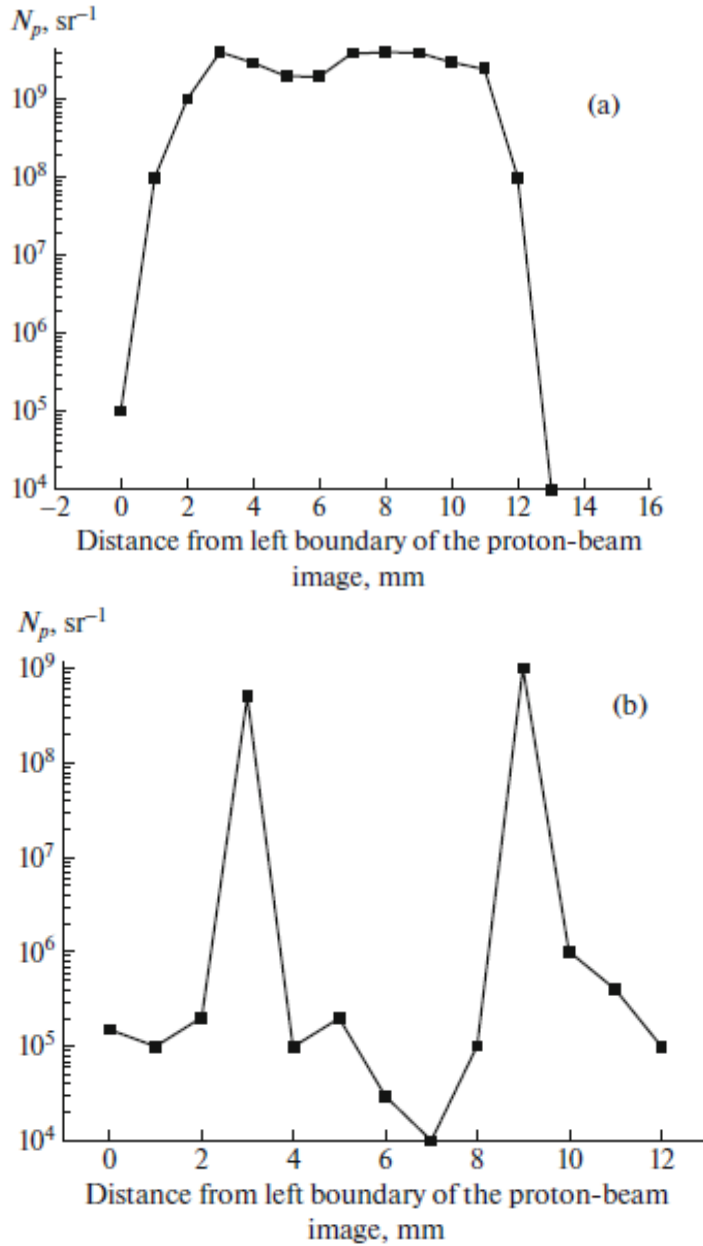 Nₚ, sr⁻¹
10⁹
(a)
10⁸
10⁷
10⁶
10⁵
10⁴
−2 0 2 4 6 8 10 12 14 16
Distance from left boundary of the proton-beam
image, mm
Nₚ, sr⁻¹
10⁹
(b)
10⁸
10⁷
10⁶
10⁵
10⁴
0 2 4 6 8 10 12
Distance from left boundary of the proton-beam
image, mm